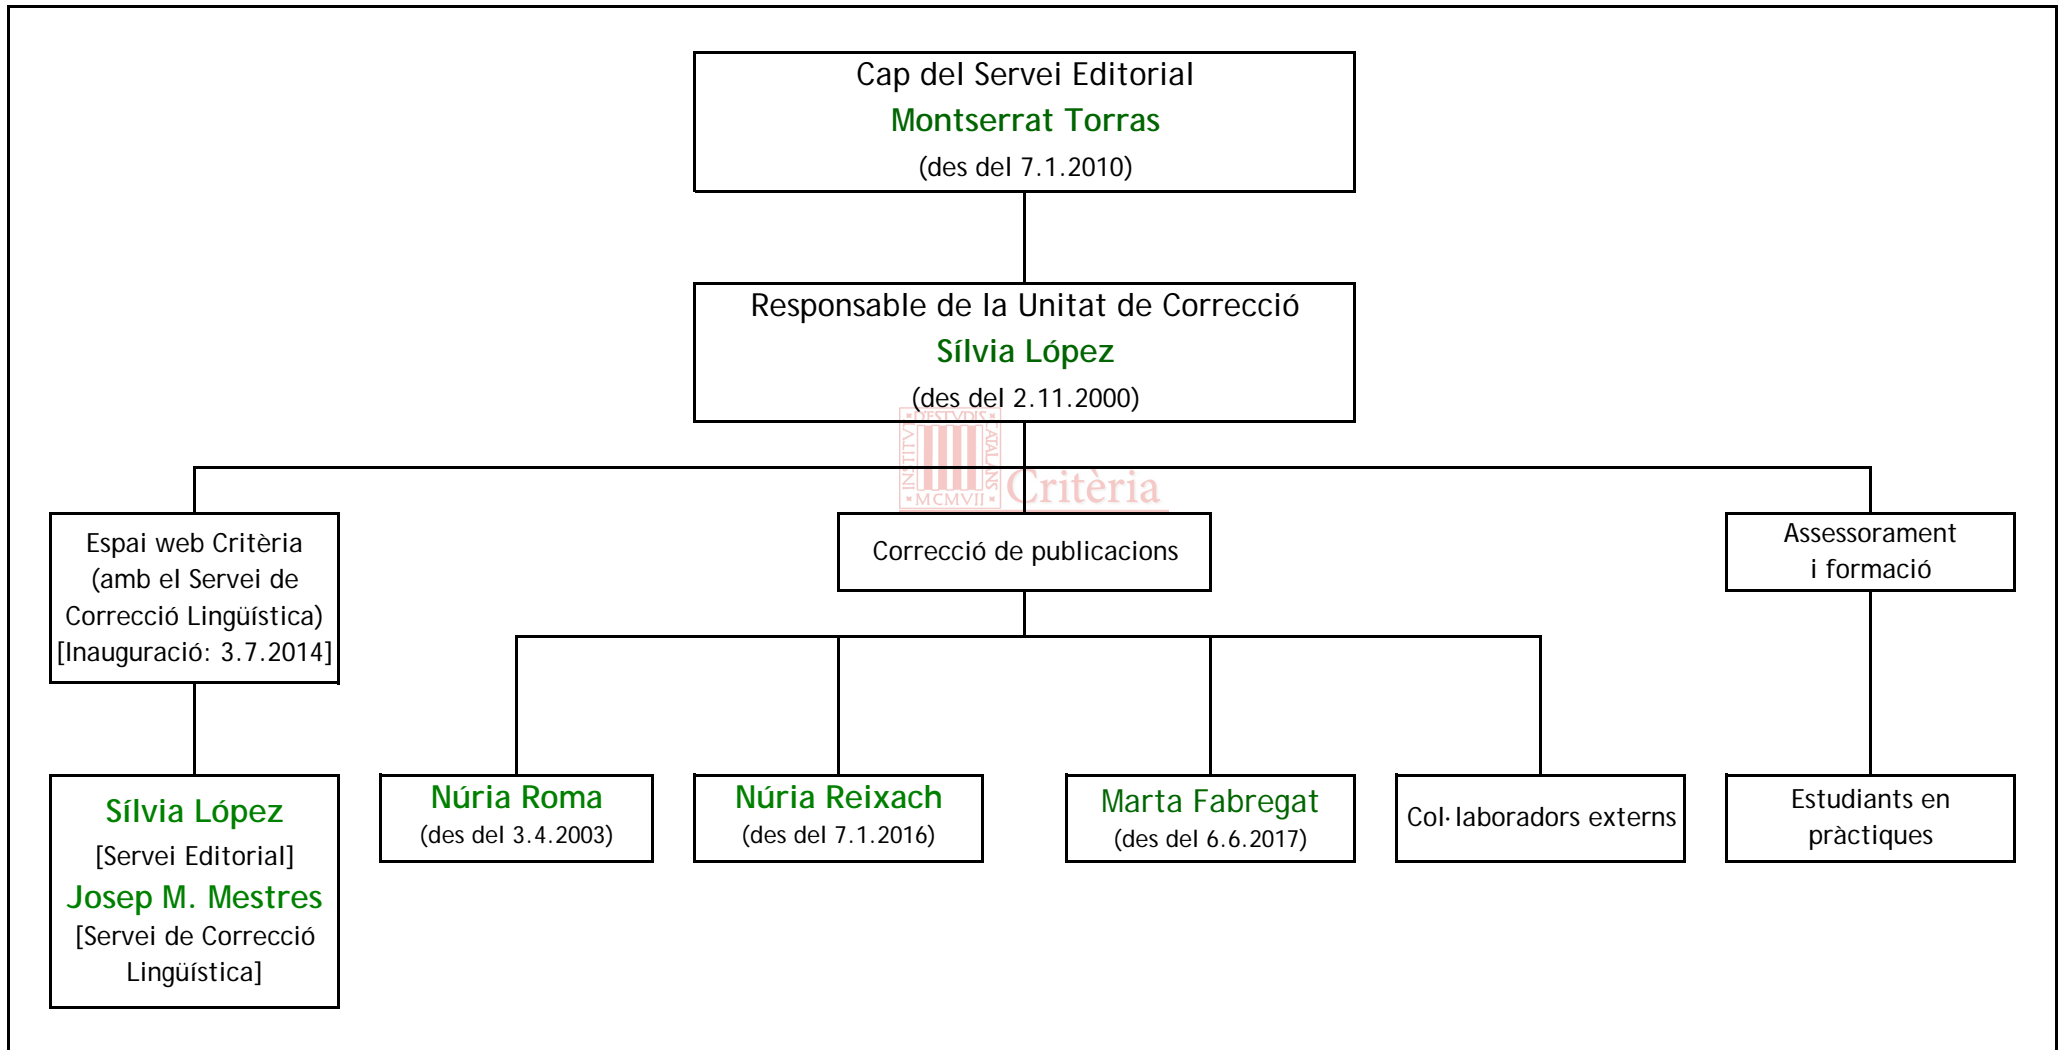 Cap del Servei Editorial
Montserrat Torras
(des del 7.1.2010)
Responsable de la Unitat de Correcció
Sílvia López
(des del 2.11.2000)
INSTITVT
D'ESTVDIS
CATALANS
MCMVII
Critèria
Espai web Critèria
(amb el Servei de
Correcció Lingüística)
[Inauguració: 3.7.2014]
Correcció de publicacions
Assessorament
i formació
Sílvia López
[Servei Editorial]
Josep M. Mestres
[Servei de Correcció
Lingüística]
Núria Roma
(des del 3.4.2003)
Núria Reixach
(des del 7.1.2016)
Marta Fabregat
(des del 6.6.2017)
Col·laboradors externs
Estudiants en
pràctiques